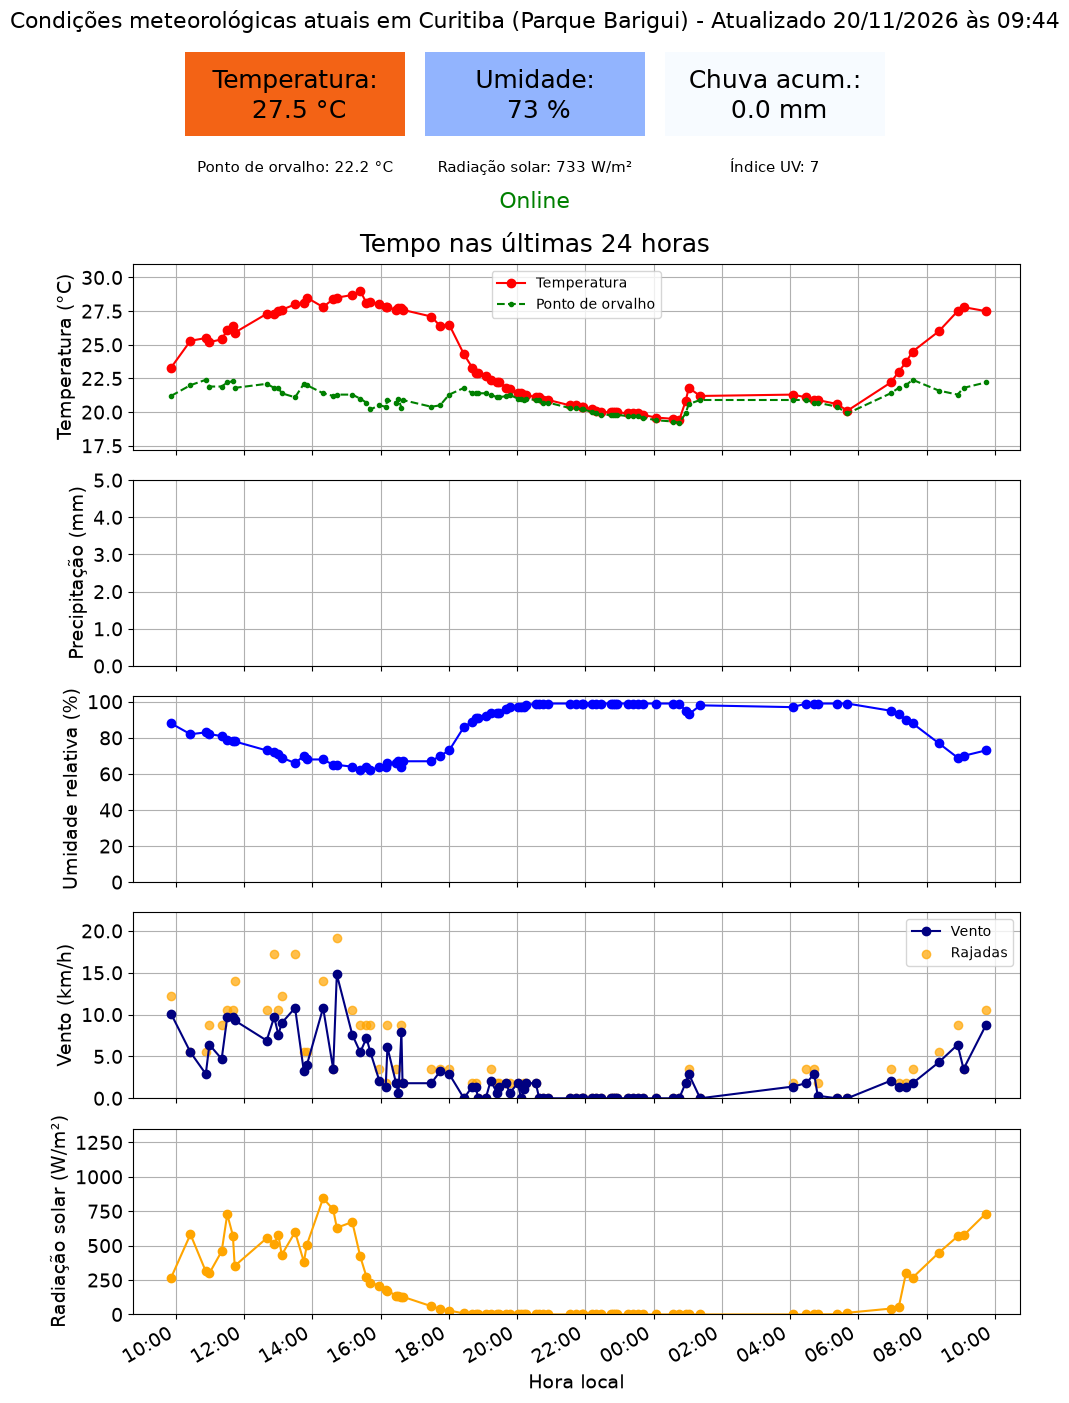 Condições meteorológicas atuais em Curitiba (Parque Barigui) - Atualizado 20/11/2026 às 09:44
Temperatura:
27.5 °C
Umidade:
73 %
Chuva acum.:
0.0 mm
Ponto de orvalho: 22.2 °C
Radiação solar: 733 W/m²
Índice UV: 7
Online
Tempo nas últimas 24 horas
Temperatura (°C)
30.0
27.5
25.0
22.5
20.0
17.5
Temperatura
Ponto de orvalho
Precipitação (mm)
5.0
4.0
3.0
2.0
1.0
0.0
Umidade relativa (%)
100
80
60
40
20
0
Vento (km/h)
20.0
15.0
10.0
5.0
0.0
Vento
Rajadas
Radiação solar (W/m²)
1250
1000
750
500
250
0
10:00
12:00
14:00
16:00
18:00
20:00
22:00
00:00
02:00
04:00
06:00
08:00
10:00
Hora local